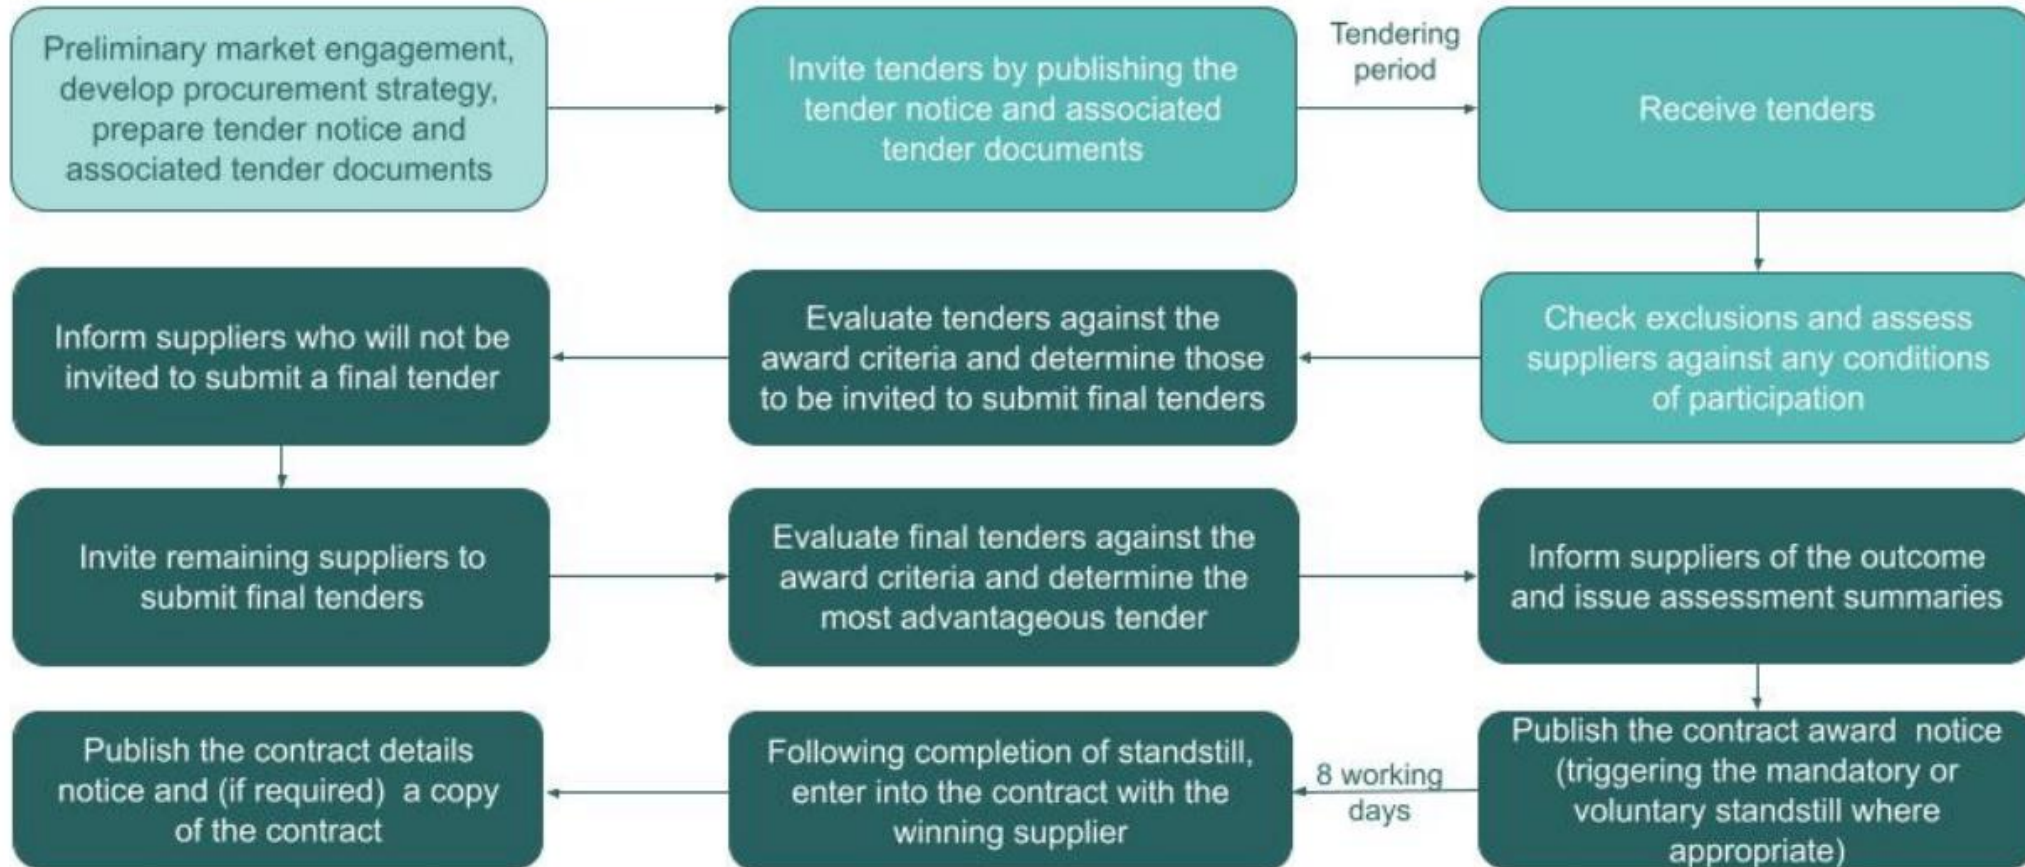 Preliminary market engagement,
develop procurement strategy,
prepare tender notice and
associated tender documents
Invite tenders by publishing the
tender notice and associated
tender documents
Tendering
period
Receive tenders
Check exclusions and assess
suppliers against any conditions
of participation
Evaluate tenders against the
award criteria and determine those
to be invited to submit final tenders
Inform suppliers who will not be
invited to submit a final tender
Invite remaining suppliers to
submit final tenders
Evaluate final tenders against the
award criteria and determine the
most advantageous tender
Inform suppliers of the outcome
and issue assessment summaries
Publish the contract award notice
(triggering the mandatory or
voluntary standstill where
appropriate)
8 working
days
Following completion of standstill,
enter into the contract with the
winning supplier
Publish the contract details
notice and (if required) a copy
of the contract